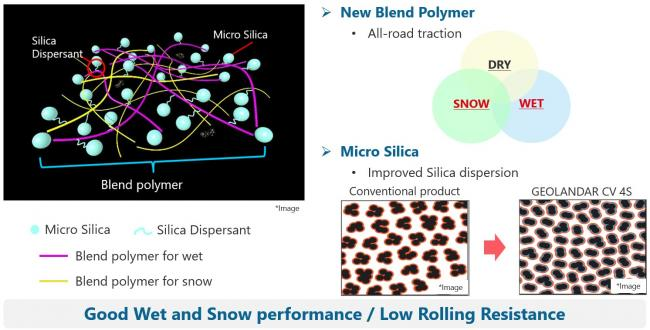 Silica
Dispersant
Micro Silica
Blend polymer
*Image
Micro Silica
Silica Dispersant
Blend polymer for wet
Blend polymer for snow
➢ New Blend Polymer
• All-road traction
DRY
SNOW
WET
➢ Micro Silica
• Improved Silica dispersion
Conventional product
GEOLANDAR CV 4S
*Image
*Image
Good Wet and Snow performance / Low Rolling Resistance